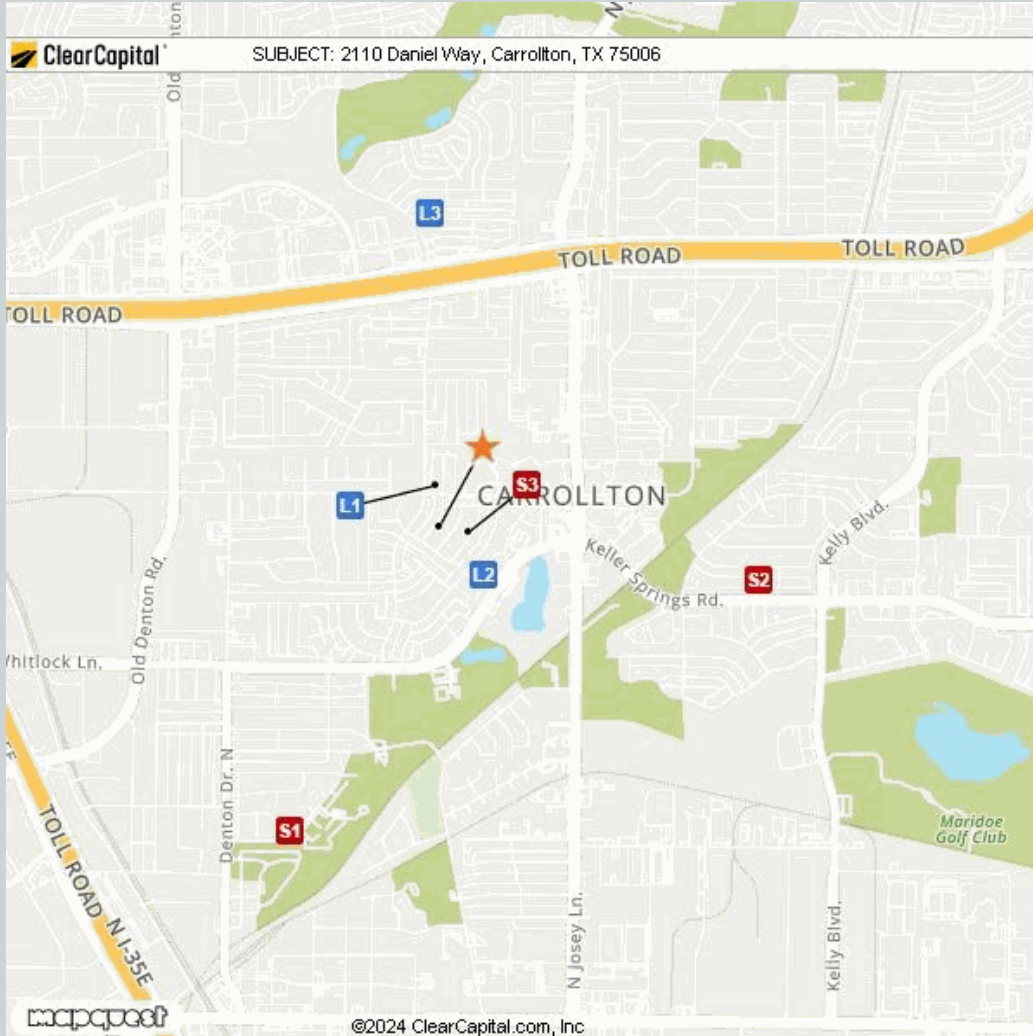 ClearCapital
SUBJECT: 2110 Daniel Way, Carrollton, TX 75006
Old
nton
N
L3
TOLL ROAD
TOLL ROAD
TOLL ROAD
S3
CARROLLTON
L1
L2
Keller Springs Rd.
S2
Kelly Blvd.
Old Denton Rd.
Whitlock Ln.
Denton Dr. N
S1
TOLL ROAD
N I-35E
N Josey Ln.
Kelly Blvd.
Maridoe
Golf Club
mapquest
©2024 ClearCapital.com, Inc